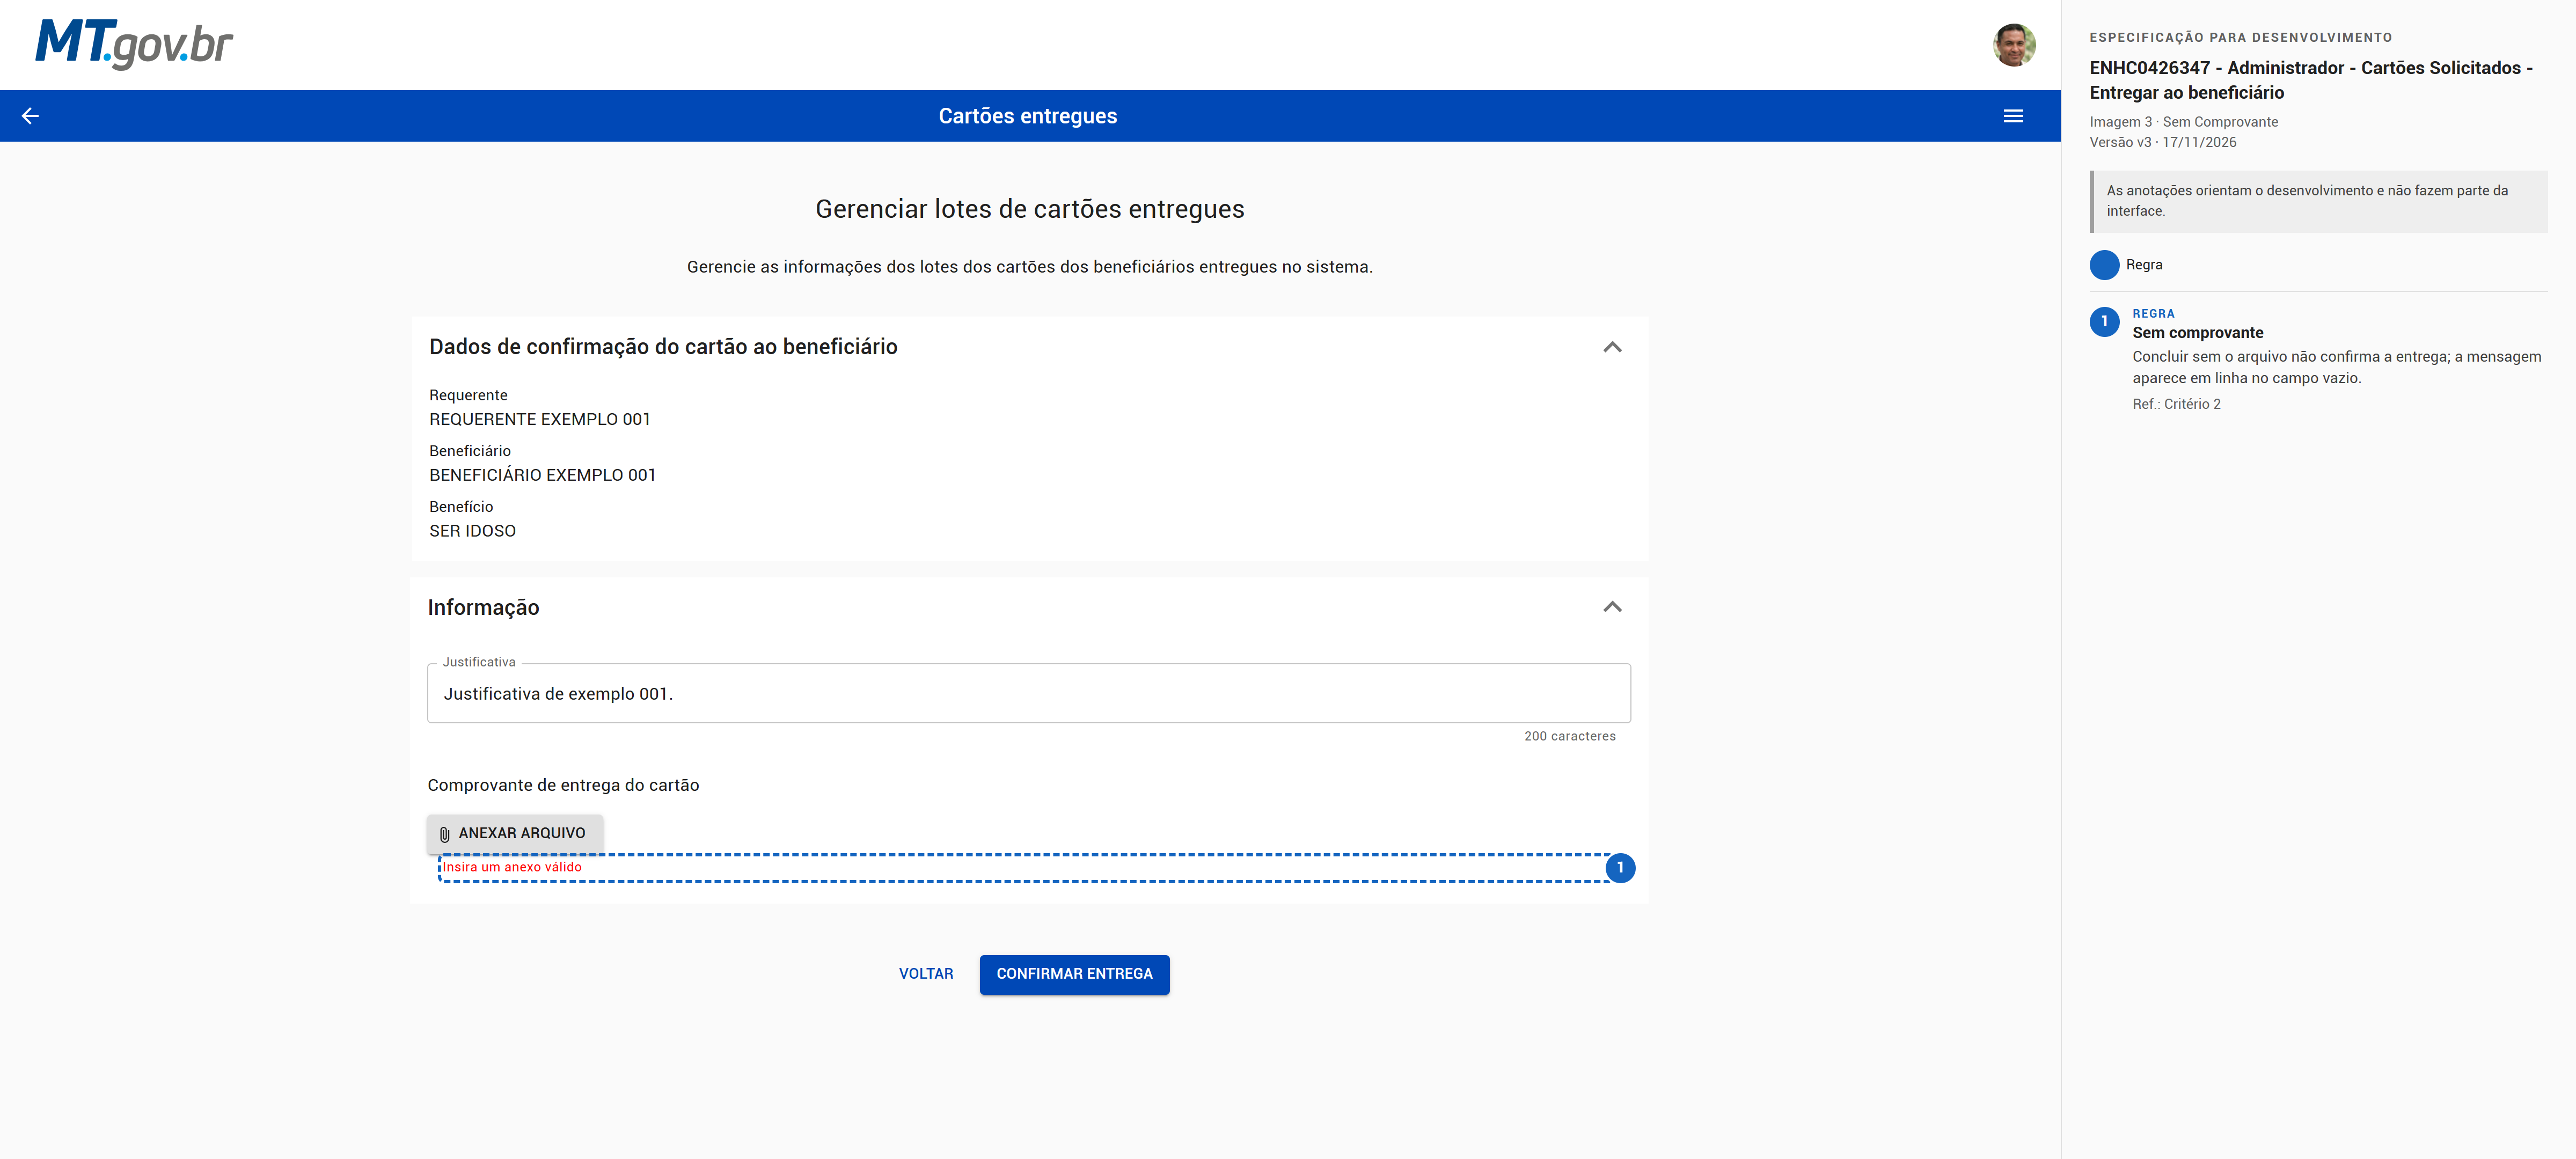 MT.gov.br
Cartões entregues
Gerenciar lotes de cartões entregues
Gerencie as informações dos lotes dos cartões dos beneficiários entregues no sistema.
Dados de confirmação do cartão ao beneficiário
Requerente
REQUERENTE EXEMPLO 001
Beneficiário
BENEFICIÁRIO EXEMPLO 001
Benefício
SER IDOSO
Informação
Justificativa
Justificativa de exemplo 001.
200 caracteres
Comprovante de entrega do cartão
ANEXAR ARQUIVO
Insira um anexo válido
1
VOLTAR
CONFIRMAR ENTREGA
ESPECIFICAÇÃO PARA DESENVOLVIMENTO
ENHC0426347 - Administrador - Cartões Solicitados -
Entregar ao beneficiário
Imagem 3 · Sem Comprovante
Versão v3 · 17/11/2026
As anotações orientam o desenvolvimento e não fazem parte da
interface.
Regra
1
REGRA
Sem comprovante
Concluir sem o arquivo não confirma a entrega; a mensagem
aparece em linha no campo vazio.
Ref.: Critério 2